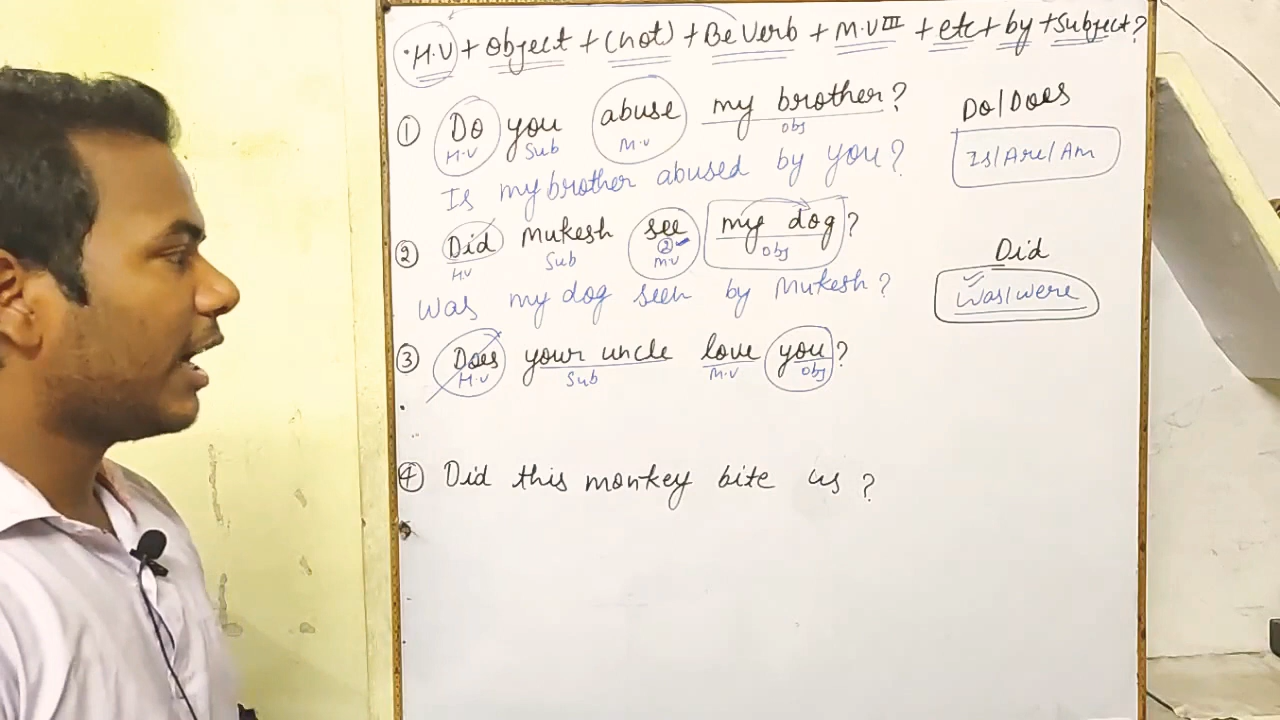 · H.V + object + (not) + Be Verb + M.V III + etc + by + Subject ?
① Do you abuse my brother ?
H.V Sub M.V obj
Is my brother abused by you ?
Do/Does
Is/Are/Am
② Did Mukesh see my dog ?
HV Sub ② M.V Obj
Was my dog seen by Mukesh ?
Did
Was/were
③ Does your uncle love you ?
H.V Sub M.V Obj
④ Did this monkey bite us ?